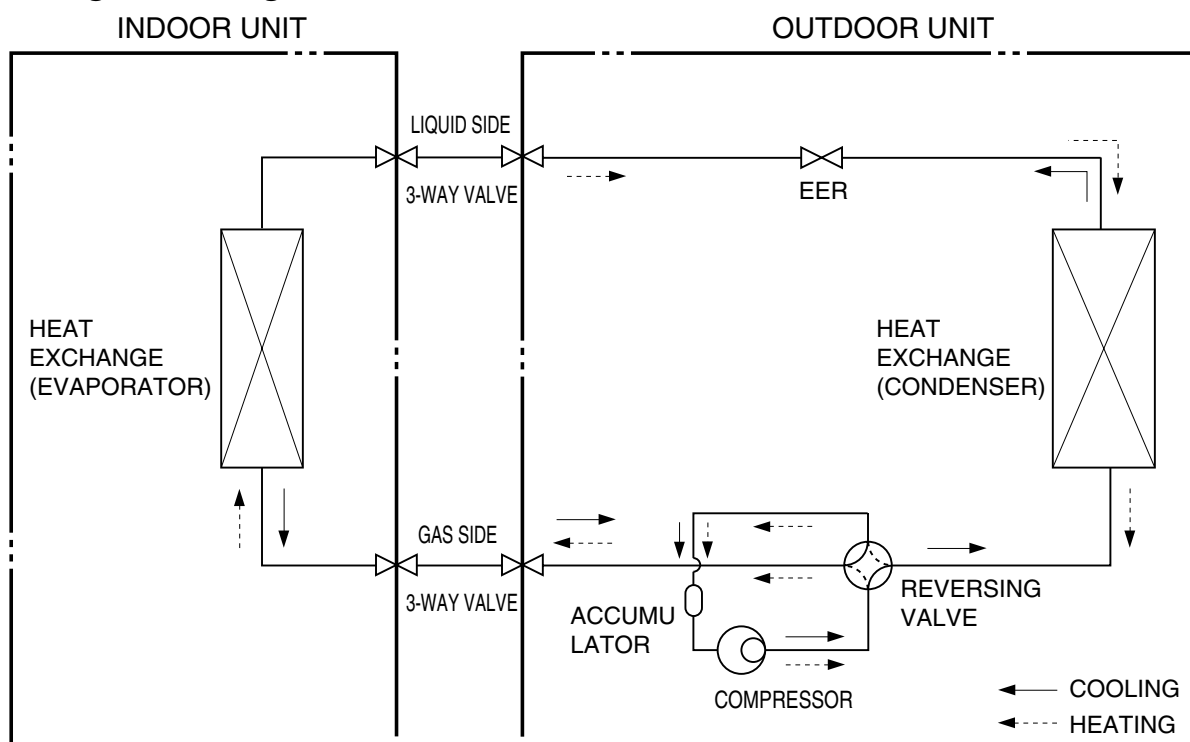 INDOOR UNIT
OUTDOOR UNIT
LIQUID SIDE
3-WAY VALVE
EER
HEAT
EXCHANGE
(EVAPORATOR)
HEAT
EXCHANGE
(CONDENSER)
GAS SIDE
3-WAY VALVE
ACCUMU
LATOR
REVERSING
VALVE
COMPRESSOR
COOLING
HEATING